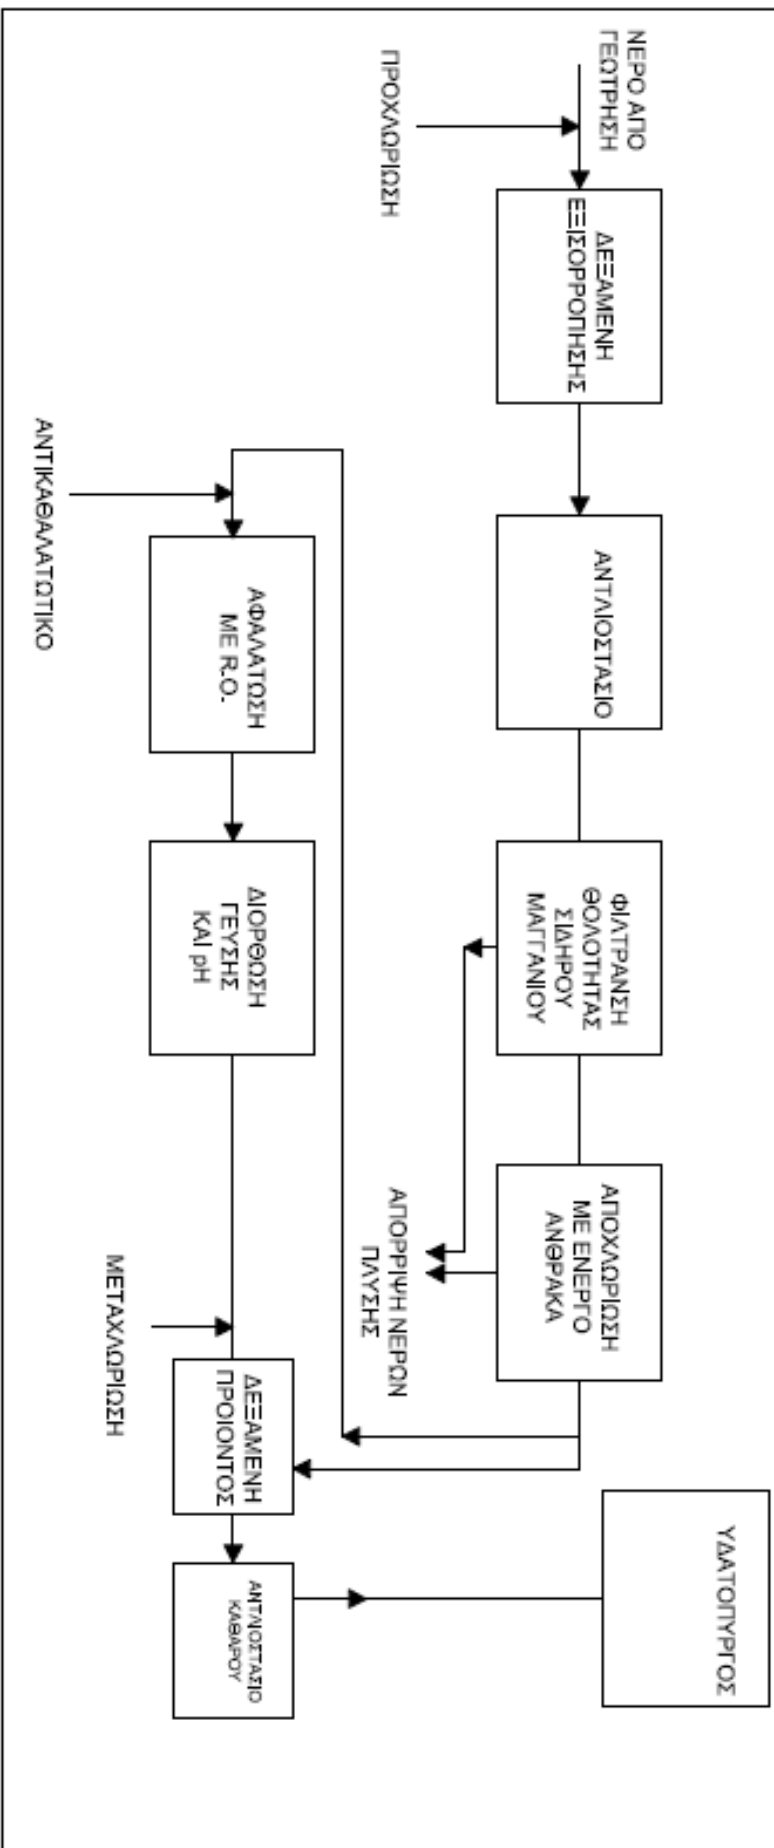 ΝΕΡΟ ΑΠΟ
ΓΕΩΤΡΗΣΗ
ΠΡΟΧΛΩΡΙΩΣΗ
ΔΕΞΑΜΕΝΗ
ΕΞΙΣΟΡΡΟΠΗΣΗΣ
ΑΝΤΛΙΟΣΤΑΣΙΟ
ΦΙΛΤΡΑΝΣΗ
ΘΟΛΟΤΗΤΑΣ
ΣΙΔΗΡΟΥ
ΜΑΓΓΑΝΙΟΥ
ΑΠΟΧΛΩΡΙΩΣΗ
ΜΕ ΕΝΕΡΓΟ
ΑΝΘΡΑΚΑ
ΑΠΟΡΡΙΨΗ ΝΕΡΩΝ
ΠΛΥΣΗΣ
ΥΔΑΤΟΠΥΡΓΟΣ
ΑΝΤΙΚΑΘΑΛΑΤΩΤΙΚΟ
ΑΦΑΛΑΤΩΣΗ
ΜΕ R.O.
ΔΙΟΡΘΩΣΗ
ΓΕΥΣΗΣ
ΚΑΙ pH
ΜΕΤΑΧΛΩΡΙΩΣΗ
ΔΕΞΑΜΕΝΗ
ΠΡΟΙΟΝΤΟΣ
ΑΝΤΛΙΟΣΤΑΣΙΟ
ΚΑΘΑΡΟΥ